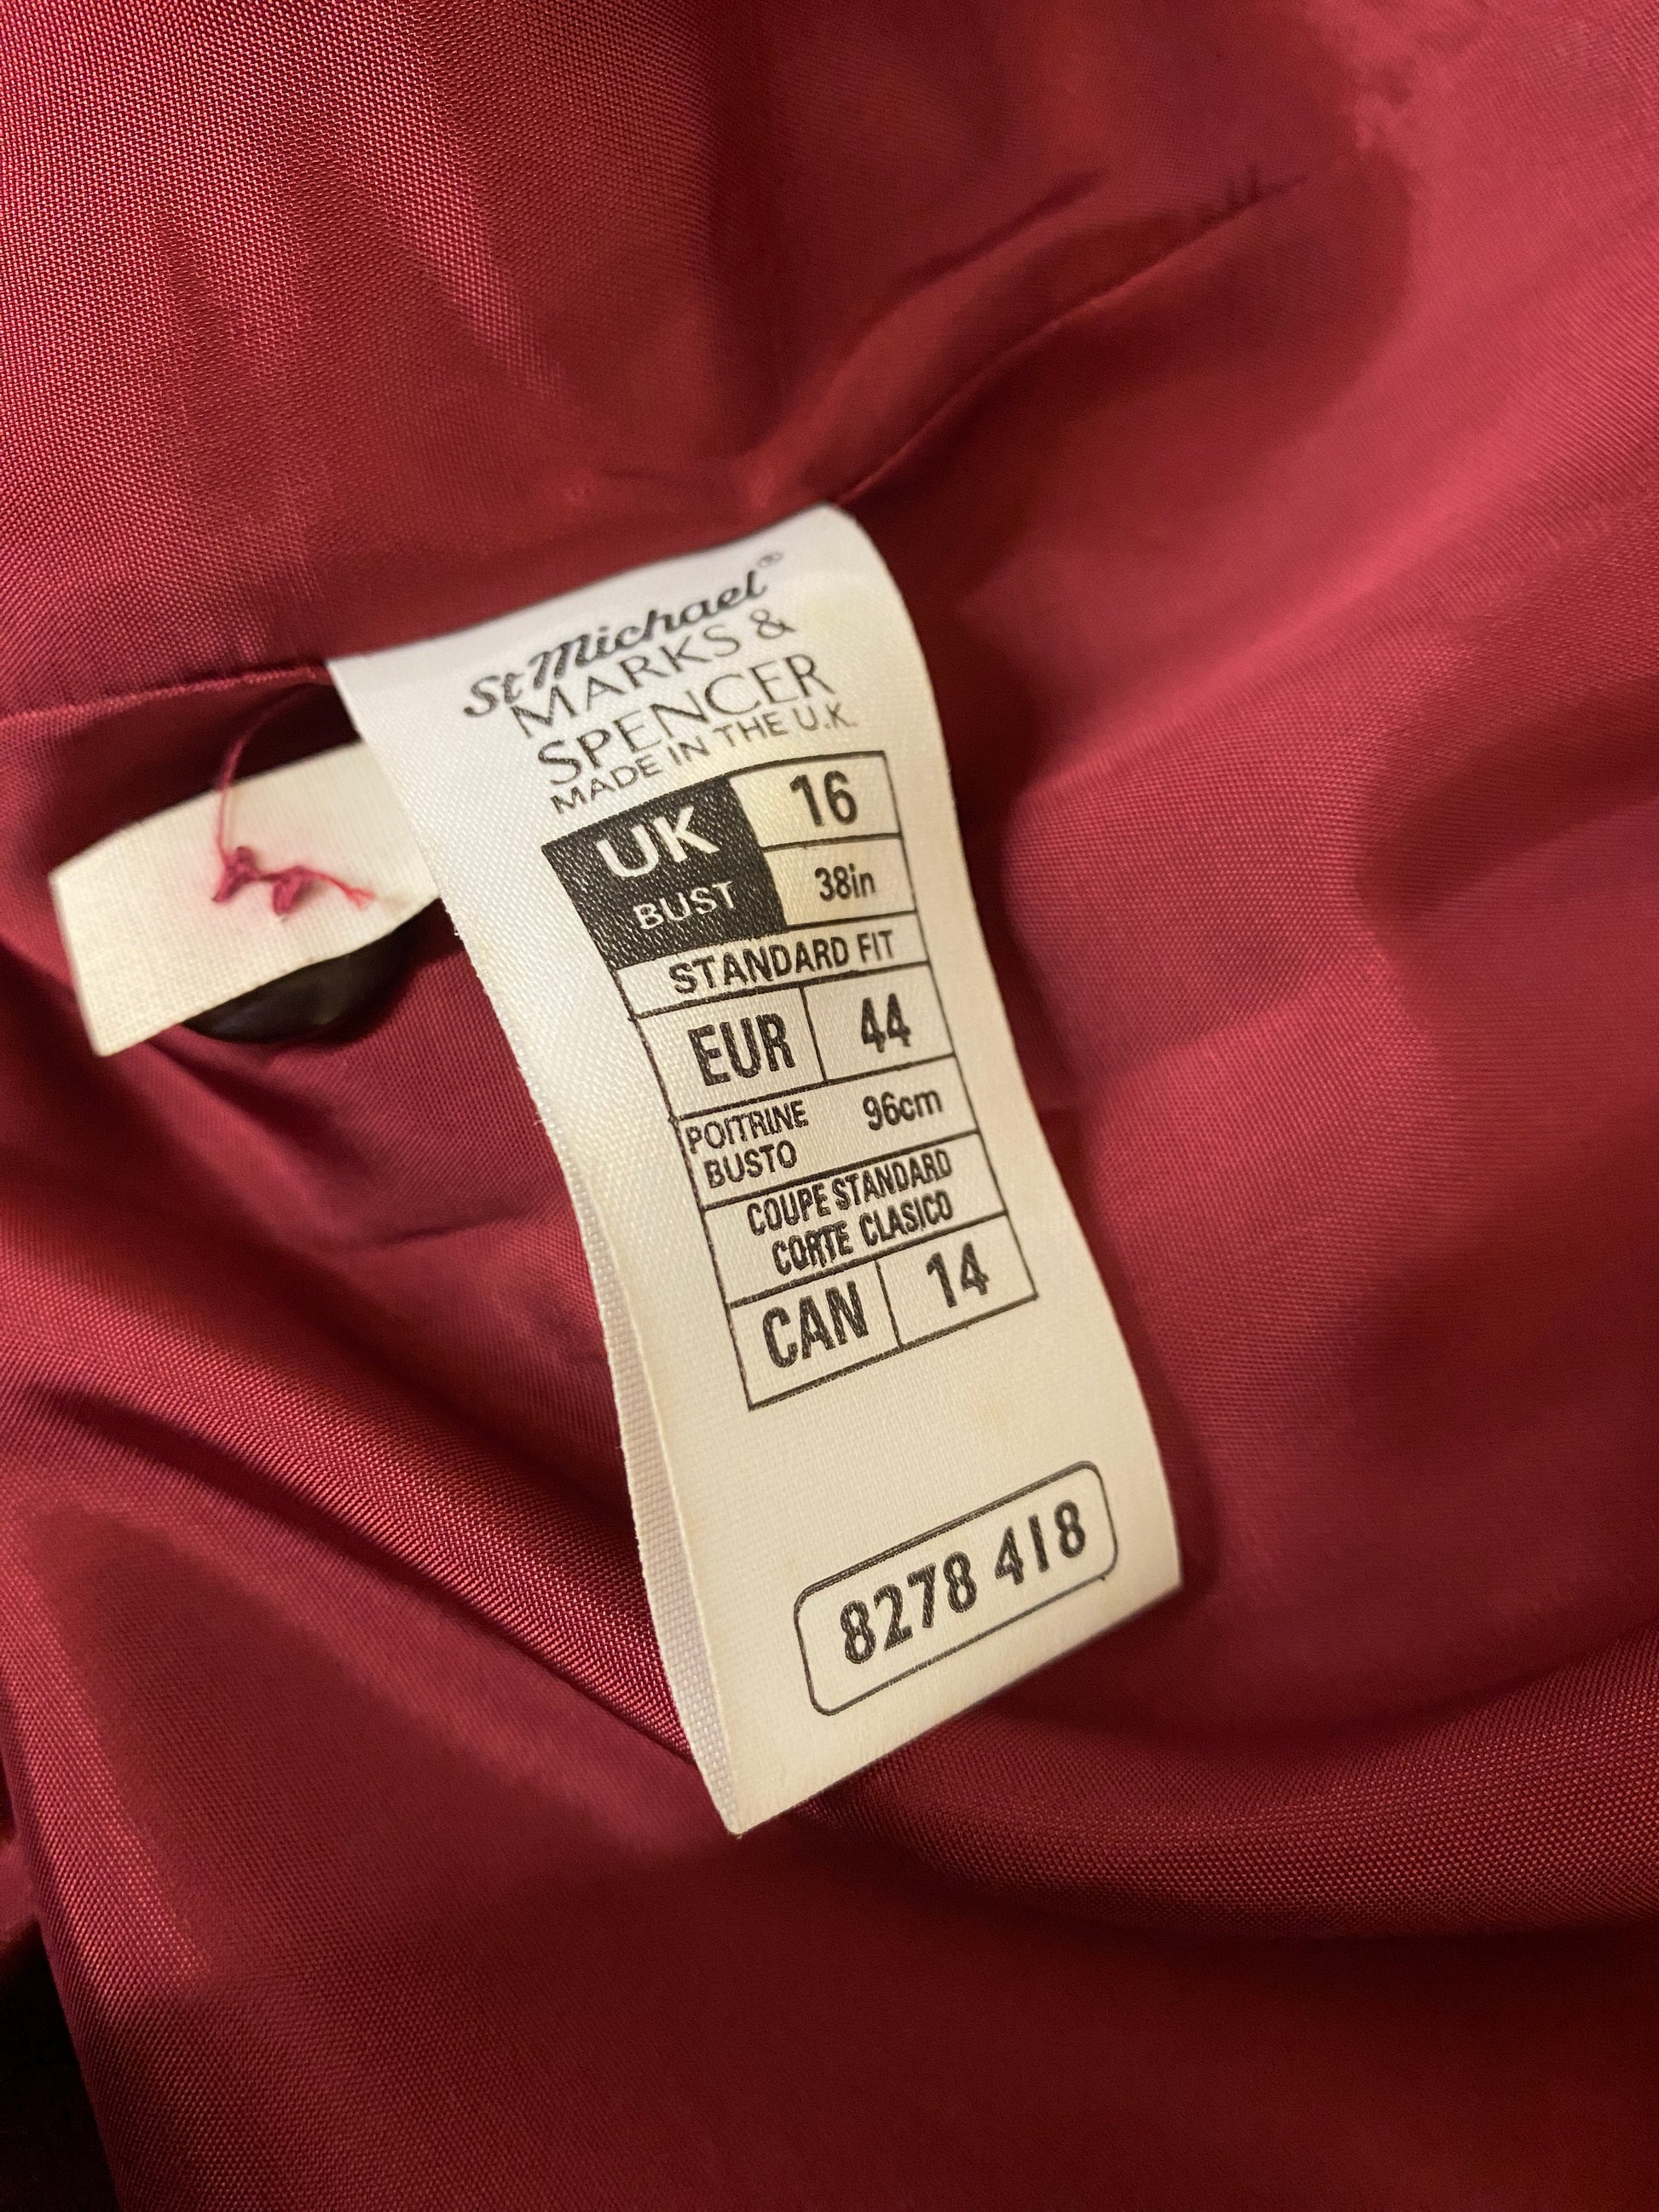 St Michael®
MARKS &
SPENCER
MADE IN THE U.K.
UK 16
BUST 38in
STANDARD FIT
EUR 44
POITRINE 96cm
BUSTO
COUPE STANDARD
CORTE CLASICO
CAN 14
8278 418